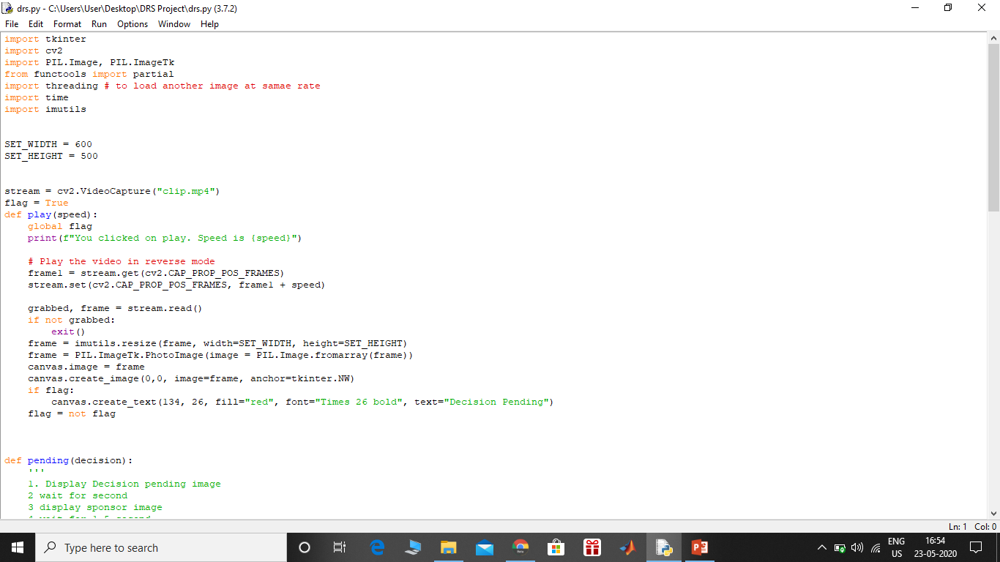 drs.py - C:\Users\User\Desktop\DRS Project\drs.py (3.7.2)
File Edit Format Run Options Window Help
import tkinter
import cv2
import PIL.Image, PIL.ImageTk
from functools import partial
import threading # to load another image at samae rate
import time
import imutils
SET_WIDTH = 600
SET_HEIGHT = 500
stream = cv2.VideoCapture("clip.mp4")
flag = True
def play(speed):
    global flag
    print(f"You clicked on play. Speed is {speed}")
    # Play the video in reverse mode
    frame1 = stream.get(cv2.CAP_PROP_POS_FRAMES)
    stream.set(cv2.CAP_PROP_POS_FRAMES, frame1 + speed)
    grabbed, frame = stream.read()
    if not grabbed:
        exit()
    frame = imutils.resize(frame, width=SET_WIDTH, height=SET_HEIGHT)
    frame = PIL.ImageTk.PhotoImage(image = PIL.Image.fromarray(frame))
    canvas.image = frame
    canvas.create_image(0,0, image=frame, anchor=tkinter.NW)
    if flag:
        canvas.create_text(134, 26, fill="red", font="Times 26 bold", text="Decision Pending")
    flag = not flag
def pending(decision):
    '''
    1. Display Decision pending image
    2 wait for second
    3 display sponsor image
Ln: 1 Col: 0
Type here to search
ENG
US
16:54
23-05-2020